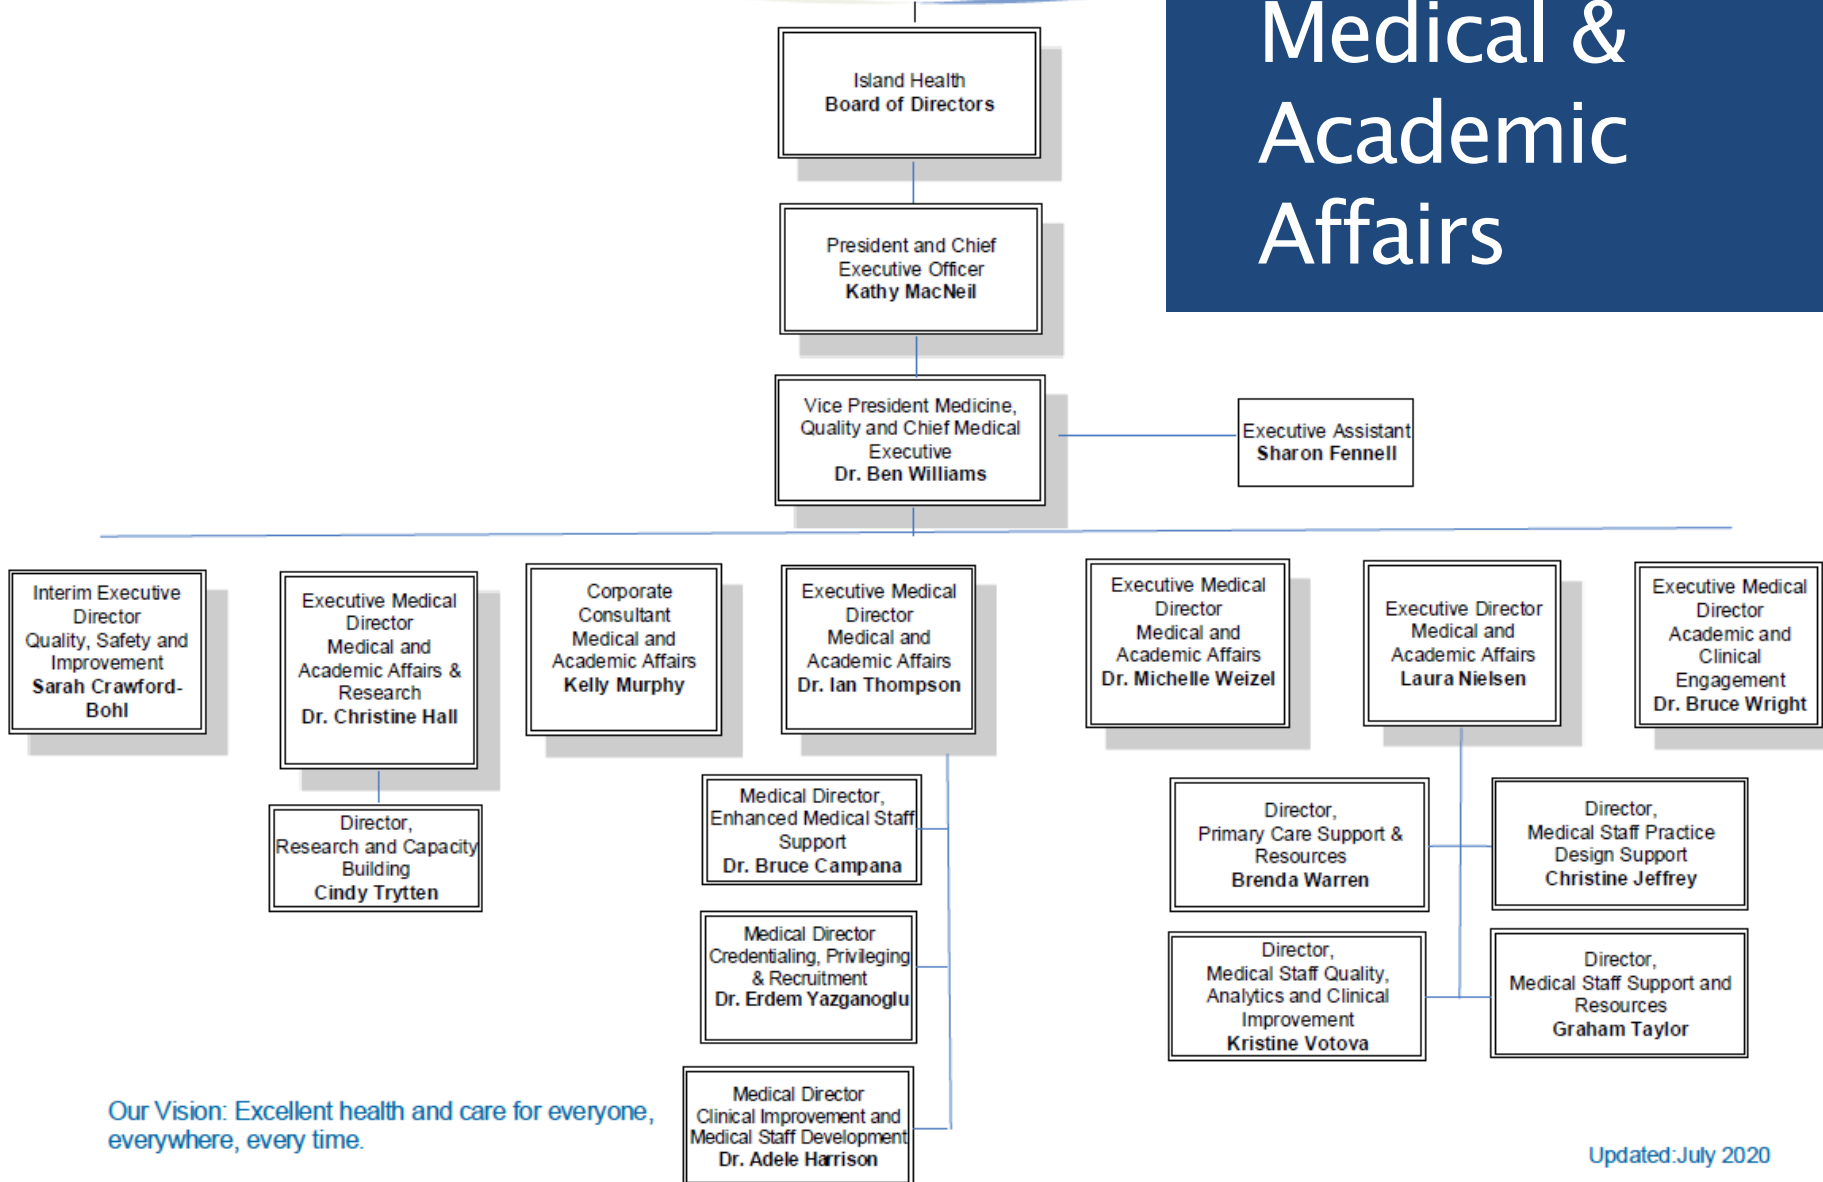 Medical &
Academic
Affairs
Island Health
Board of Directors
President and Chief
Executive Officer
Kathy MacNeil
Vice President Medicine,
Quality and Chief Medical
Executive
Dr. Ben Williams
Executive Assistant
Sharon Fennell
Interim Executive
Director
Quality, Safety and
Improvement
Sarah Crawford-
Bohl
Executive Medical
Director
Medical and
Academic Affairs &
Research
Dr. Christine Hall
Corporate
Consultant
Medical and
Academic Affairs
Kelly Murphy
Executive Medical
Director
Medical and
Academic Affairs
Dr. Ian Thompson
Executive Medical
Director
Medical and
Academic Affairs
Dr. Michelle Weizel
Executive Director
Medical and
Academic Affairs
Laura Nielsen
Executive Medical
Director
Academic and
Clinical
Engagement
Dr. Bruce Wright
Director,
Research and Capacity
Building
Cindy Trytten
Medical Director,
Enhanced Medical Staff
Support
Dr. Bruce Campana
Medical Director
Credentialing, Privileging
& Recruitment
Dr. Erdem Yazganoglu
Medical Director
Clinical Improvement and
Medical Staff Development
Dr. Adele Harrison
Director,
Primary Care Support &
Resources
Brenda Warren
Director,
Medical Staff Practice
Design Support
Christine Jeffrey
Director,
Medical Staff Quality,
Analytics and Clinical
Improvement
Kristine Votova
Director,
Medical Staff Support and
Resources
Graham Taylor
Our Vision: Excellent health and care for everyone,
everywhere, every time.
Updated:July 2020